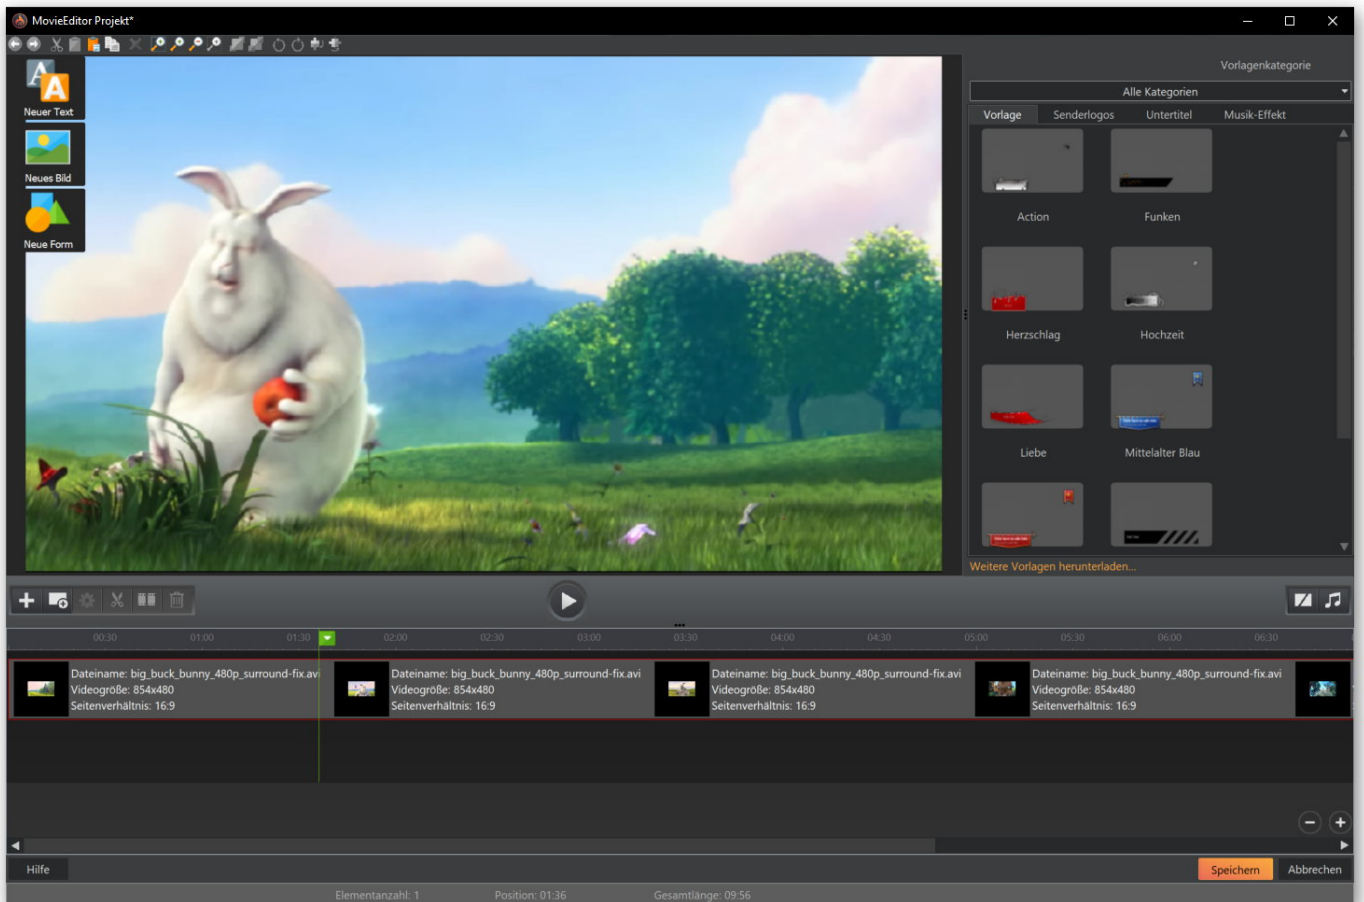 MovieEditor Projekt*
Neuer Text
Neues Bild
Neue Form
Vorlagenkategorie
Alle Kategorien
Vorlage Senderlogos Untertitel Musik-Effekt
Action Funken
Herzschlag Hochzeit
Liebe Mittelalter Blau
Weitere Vorlagen herunterladen...
00:30 01:00 01:30 02:00 02:30 03:00 03:30 04:00 04:30 05:00 05:30 06:00 06:30
Dateiname: big_buck_bunny_480p_surround-fix.avi
Videogröße: 854x480
Seitenverhältnis: 16:9
Dateiname: big_buck_bunny_480p_surround-fix.avi
Videogröße: 854x480
Seitenverhältnis: 16:9
Dateiname: big_buck_bunny_480p_surround-fix.avi
Videogröße: 854x480
Seitenverhältnis: 16:9
Dateiname: big_buck_bunny_480p_surround-fix.avi
Videogröße: 854x480
Seitenverhältnis: 16:9
Hilfe Speichern Abbrechen
Elementanzahl: 1 Position: 01:36 Gesamtlänge: 09:56